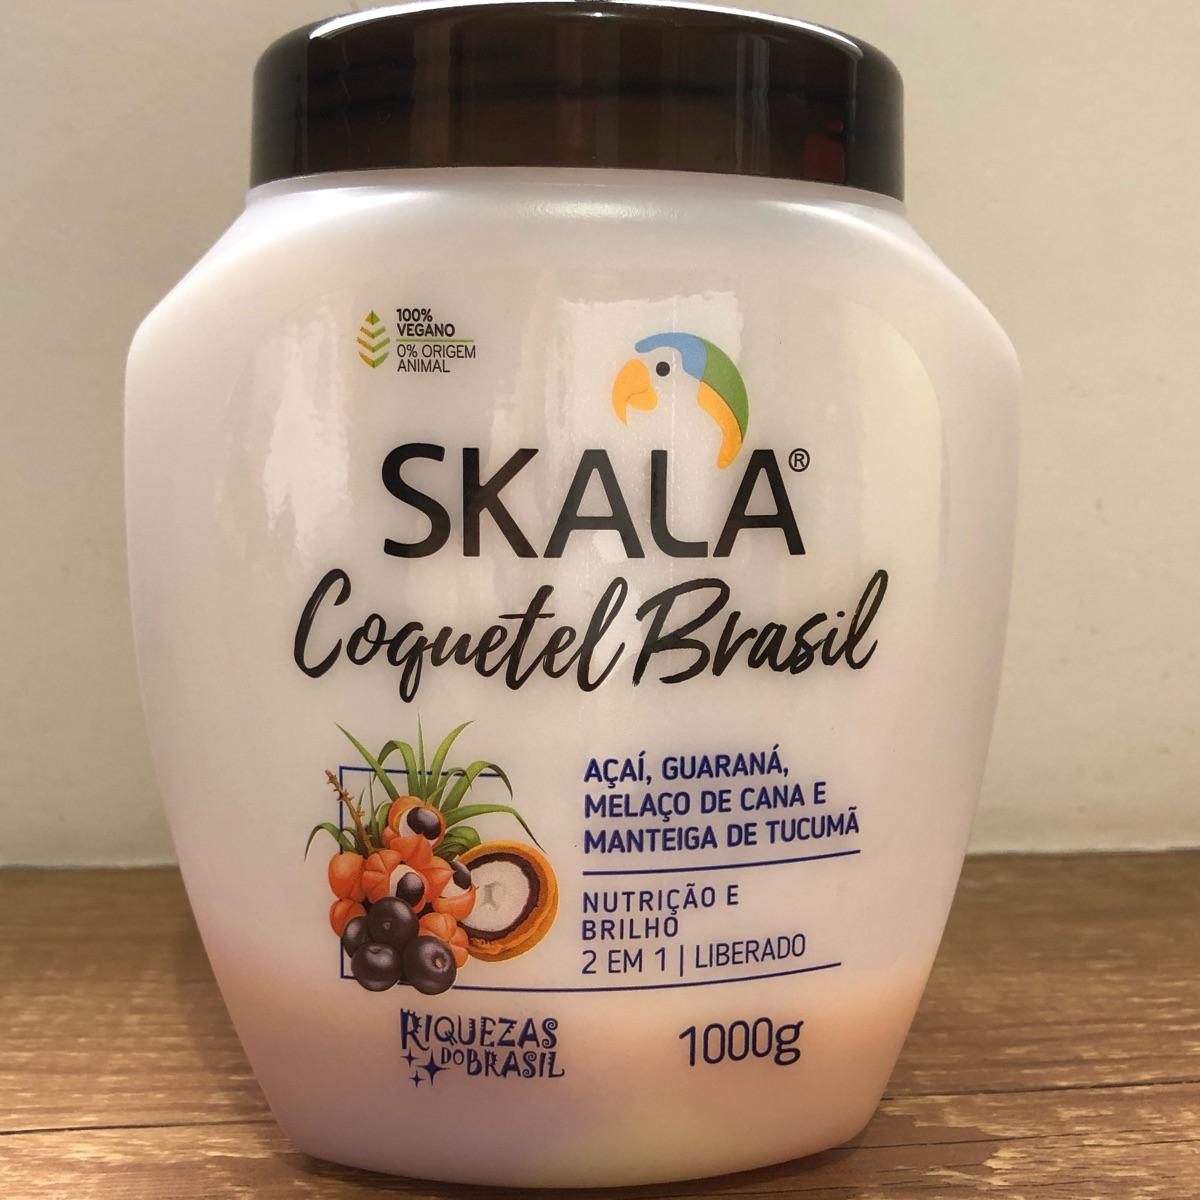 100%
VEGANO
0% ORIGEM
ANIMAL
SKALA®
Coquetel Brasil
AÇAÍ, GUARANÁ,
MELAÇO DE CANA E
MANTEIGA DE TUCUMÃ
NUTRIÇÃO E
BRILHO
2 EM 1 | LIBERADO
RIQUEZAS
DO BRASIL
1000g